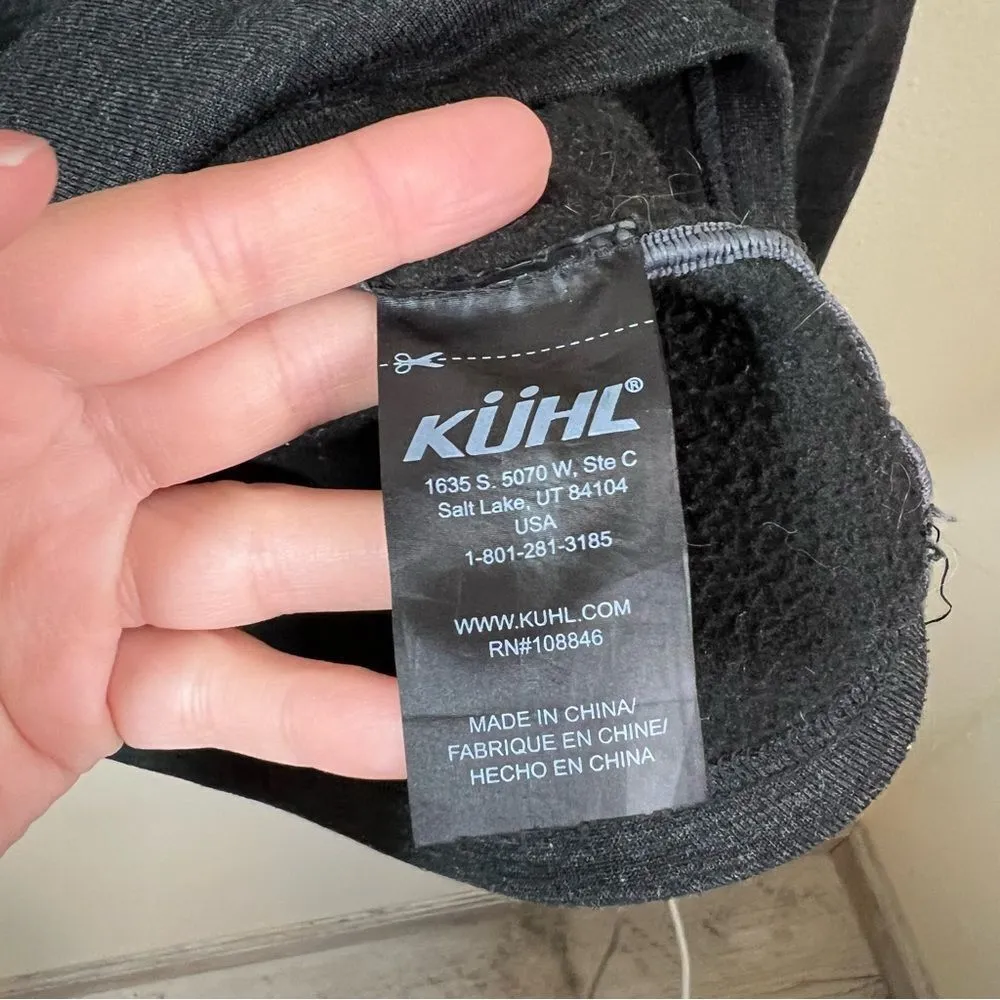 KÜHL®
1635 S. 5070 W, Ste C
Salt Lake, UT 84104
USA
1-801-281-3185
WWW.KUHL.COM
RN#108846
MADE IN CHINA/
FABRIQUE EN CHINE/
HECHO EN CHINA